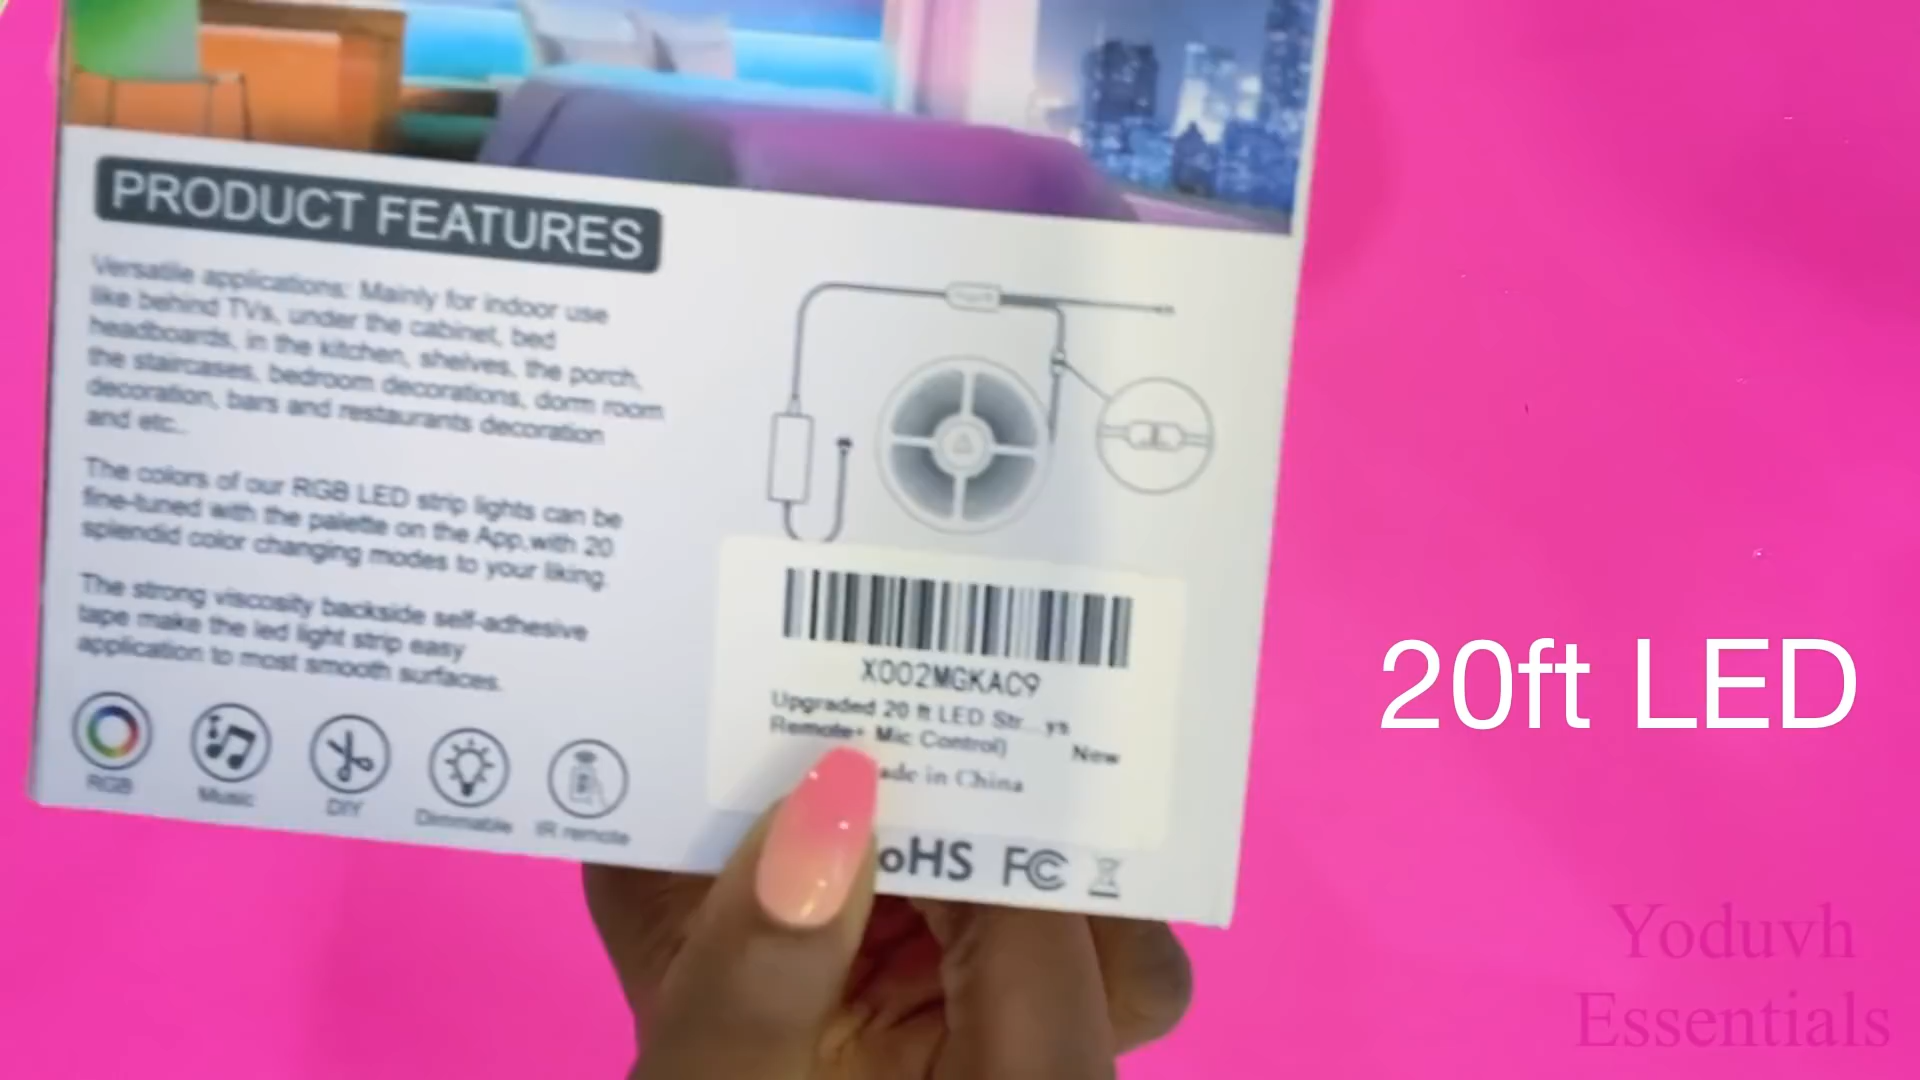 PRODUCT FEATURES
Versatile applications: Mainly for indoor use
like behind TVs, under the cabinet, bed
headboards, in the kitchen, shelves, the porch,
the staircases, bedroom decorations, dorm room
decoration, bars and restaurants decoration
and etc..
The colors of our RGB LED strip lights can be
fine-tuned with the palette on the App,with 20
splendid color changing modes to your liking.
The strong viscosity backside self-adhesive
tape make the led light strip easy
application to most smooth surfaces.
RGB
Music
DIY
Dimmable
IR remote
X002MGKAC9
Upgraded 20 ft LED Str...ys
Remote+ Mic Control)
New
ade in China
oHS FC
20ft LED
Yoduvh
Essentials